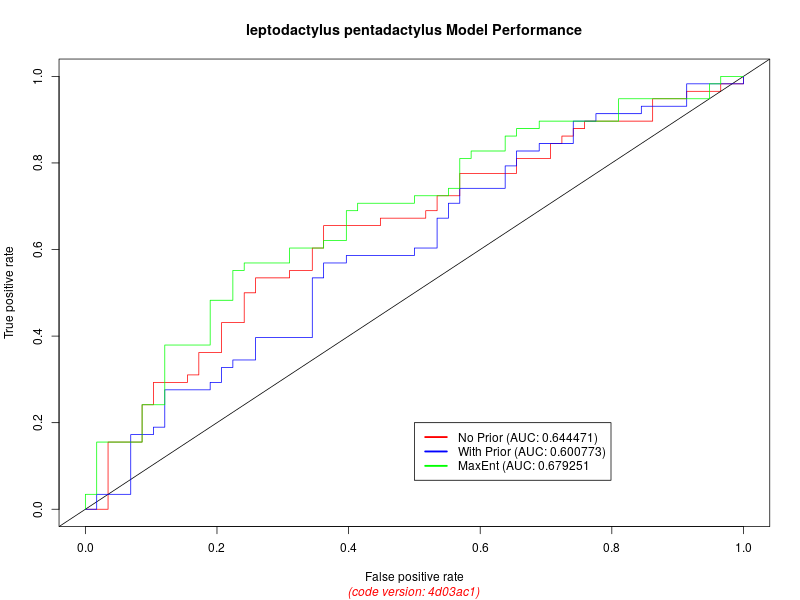 leptodactylus pentadactylus Model Performance
True positive rate
1.0
0.8
0.6
0.4
0.2
0.0
No Prior (AUC: 0.644471)
With Prior (AUC: 0.600773)
MaxEnt (AUC: 0.679251
0.0 0.2 0.4 0.6 0.8 1.0
False positive rate
(code version: 4d03ac1)